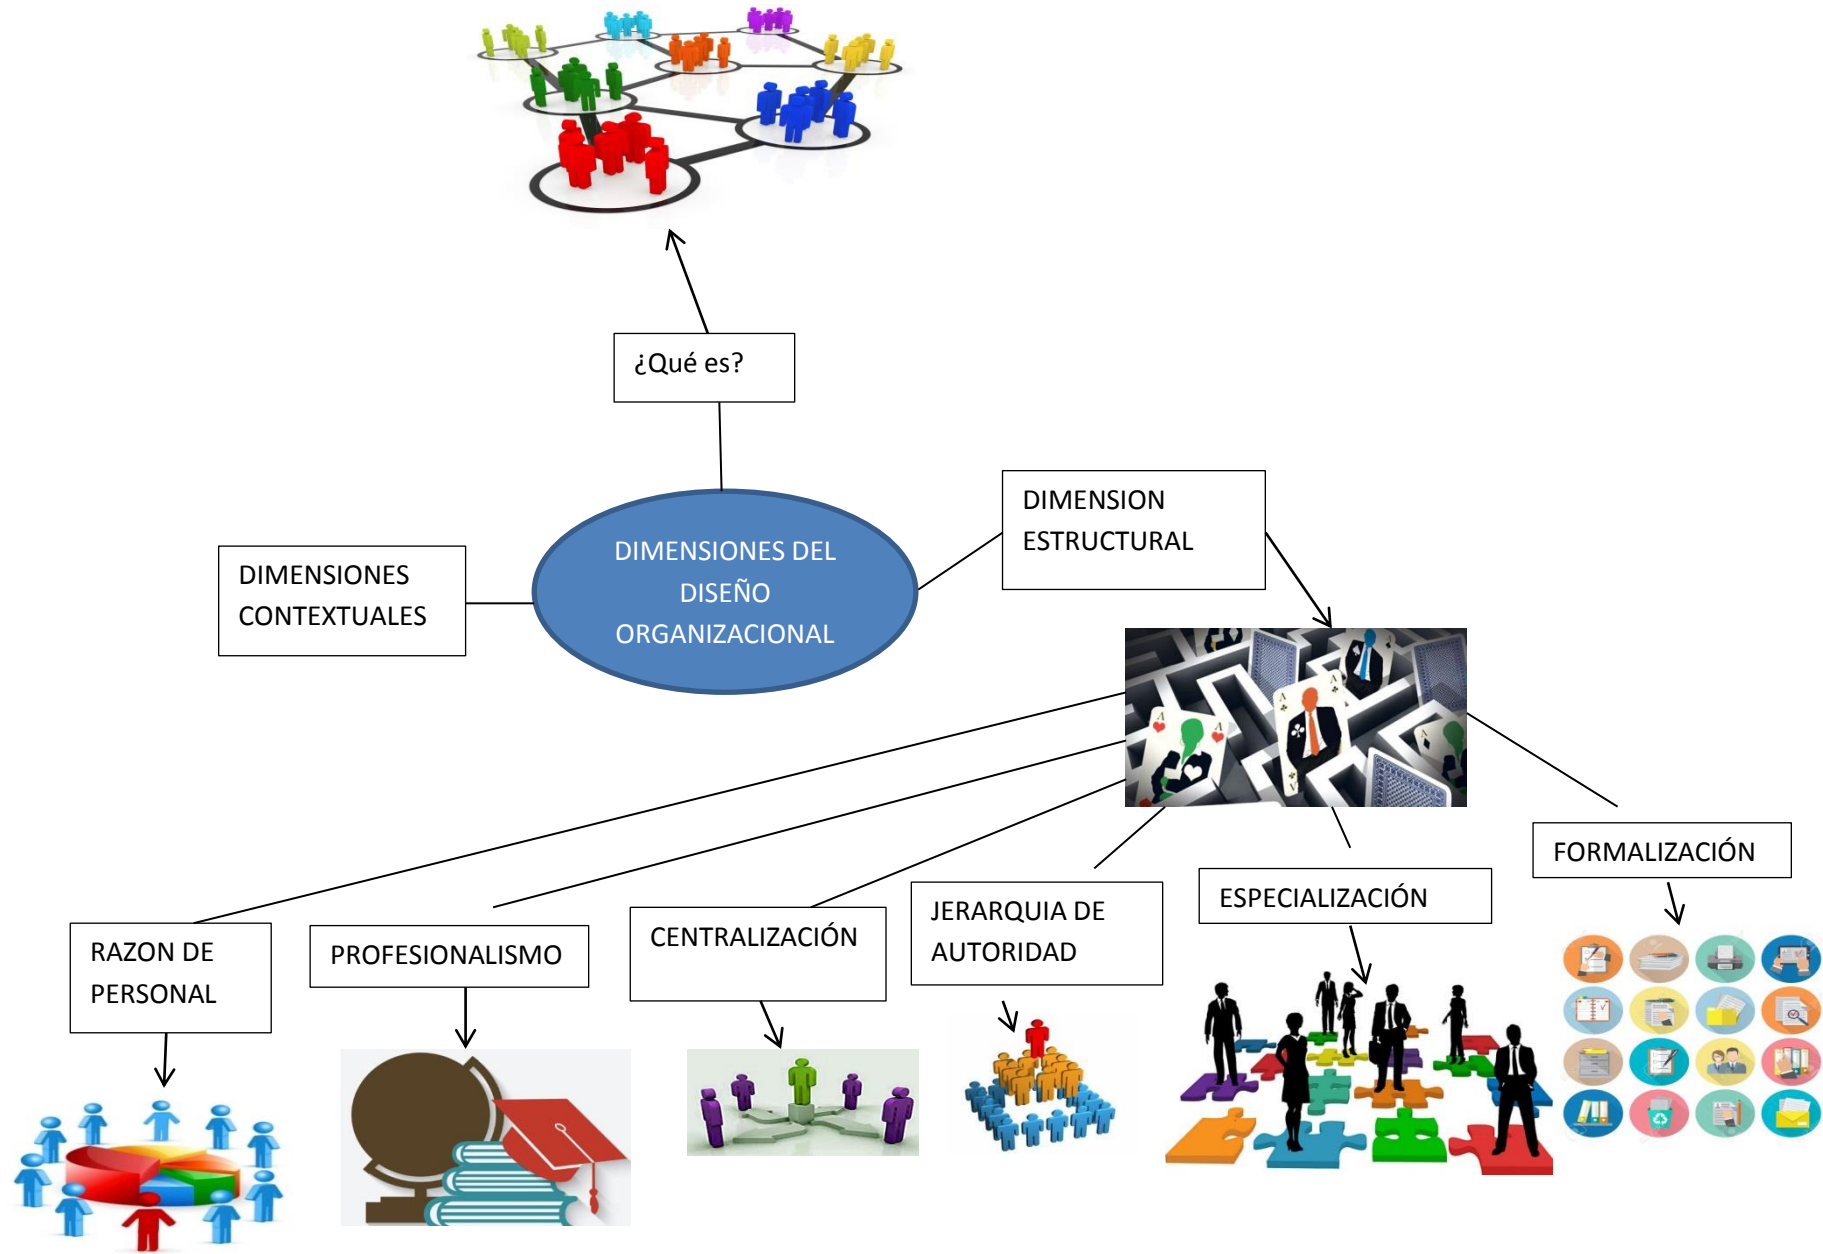 ¿Qué es?
DIMENSION
ESTRUCTURAL
DIMENSIONES
CONTEXTUALES
DIMENSIONES DEL
DISEÑO
ORGANIZACIONAL
FORMALIZACIÓN
ESPECIALIZACIÓN
JERARQUIA DE
AUTORIDAD
CENTRALIZACIÓN
PROFESIONALISMO
RAZON DE
PERSONAL